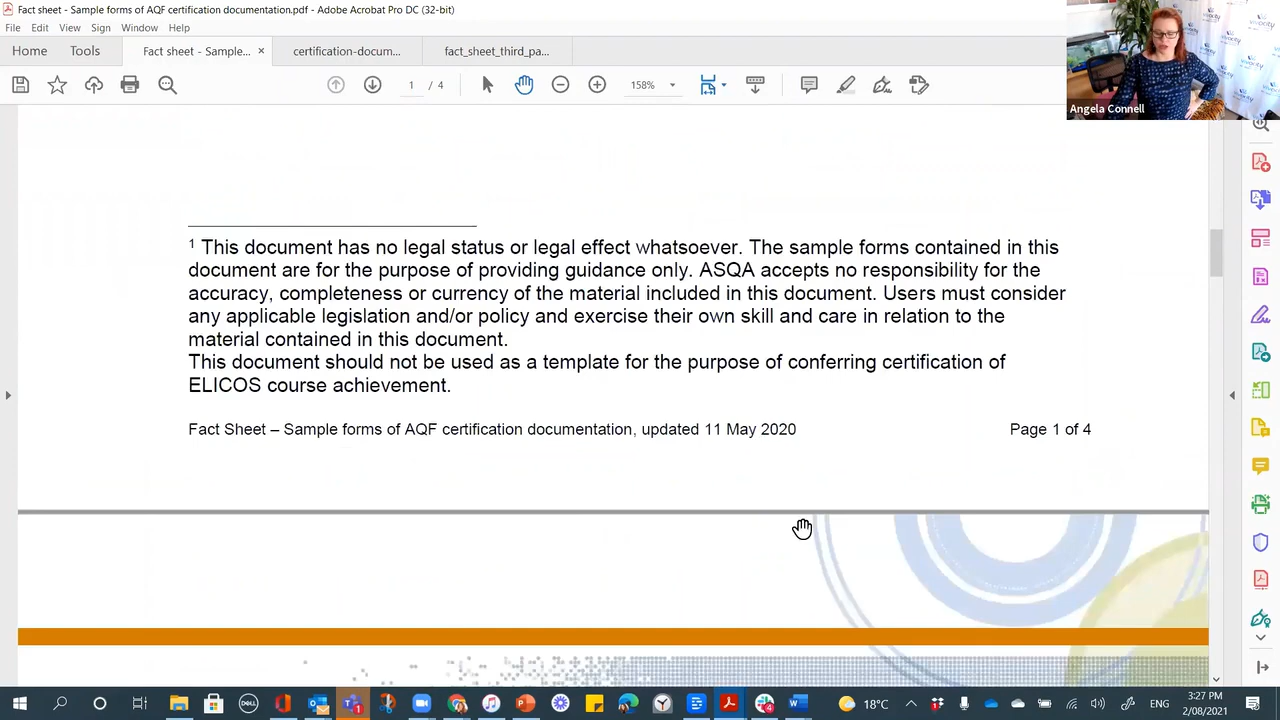 Fact sheet - Sample forms of AQF certification documentation.pdf - Adobe Acrobat Pro DC (32-bit)
File Edit View Sign Window Help
Home Tools Fact sheet - Sample... × certification-docum... fact_sheet_third_pa...
1 / 4 158%
Angela Connell
1 This document has no legal status or legal effect whatsoever. The sample forms contained in this
document are for the purpose of providing guidance only. ASQA accepts no responsibility for the
accuracy, completeness or currency of the material included in this document. Users must consider
any applicable legislation and/or policy and exercise their own skill and care in relation to the
material contained in this document.
This document should not be used as a template for the purpose of conferring certification of
ELICOS course achievement.
Fact Sheet – Sample forms of AQF certification documentation, updated 11 May 2020 Page 1 of 4
18°C ENG 3:27 PM
2/08/2021